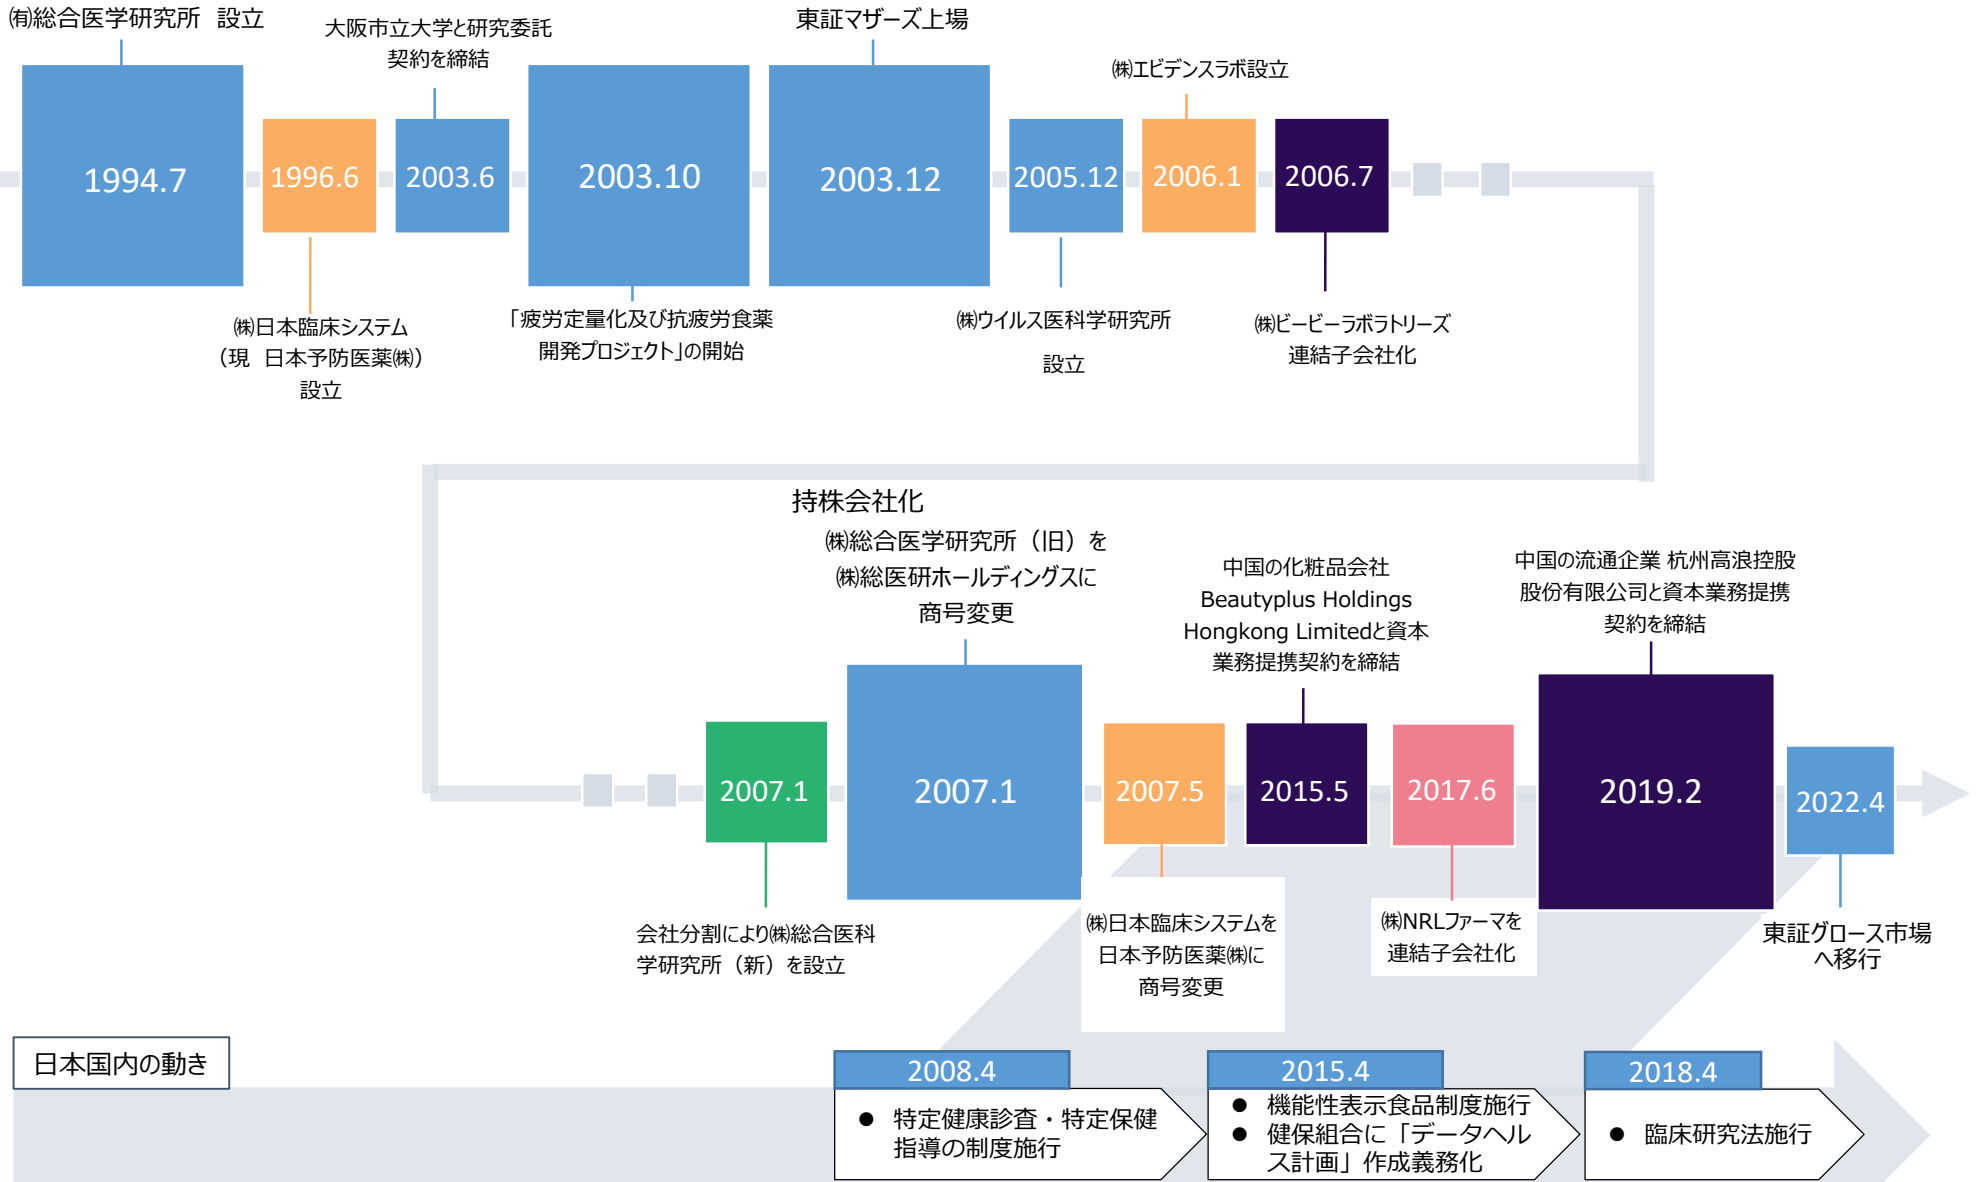 ㈲総合医学研究所　設立
1994.7
1996.6
㈱日本臨床システム
（現　日本予防医薬㈱）
設立
大阪市立大学と研究委託
契約を締結
2003.6
2003.10
「疲労定量化及び抗疲労食薬
開発プロジェクト」の開始
東証マザーズ上場
2003.12
2005.12
㈱ウイルス医科学研究所
設立
㈱エビデンスラボ設立
2006.1
2006.7
㈱ビービーラボラトリーズ
連結子会社化
2007.1
会社分割により㈱総合医科
学研究所（新）を設立
持株会社化
㈱総合医学研究所（旧）を
㈱総医研ホールディングスに
商号変更
2007.1
2007.5
㈱日本臨床システムを
日本予防医薬㈱に
商号変更
中国の化粧品会社
Beautyplus Holdings
Hongkong Limitedと資本
業務提携契約を締結
2015.5
2017.6
㈱NRLファーマを
連結子会社化
中国の流通企業 杭州高浪控股
股份有限公司と資本業務提携
契約を締結
2019.2
2022.4
東証グロース市場
へ移行
日本国内の動き
2008.4
● 特定健康診査・特定保健
指導の制度施行
2015.4
● 機能性表示食品制度施行
● 健保組合に「データヘル
ス計画」作成義務化
2018.4
● 臨床研究法施行